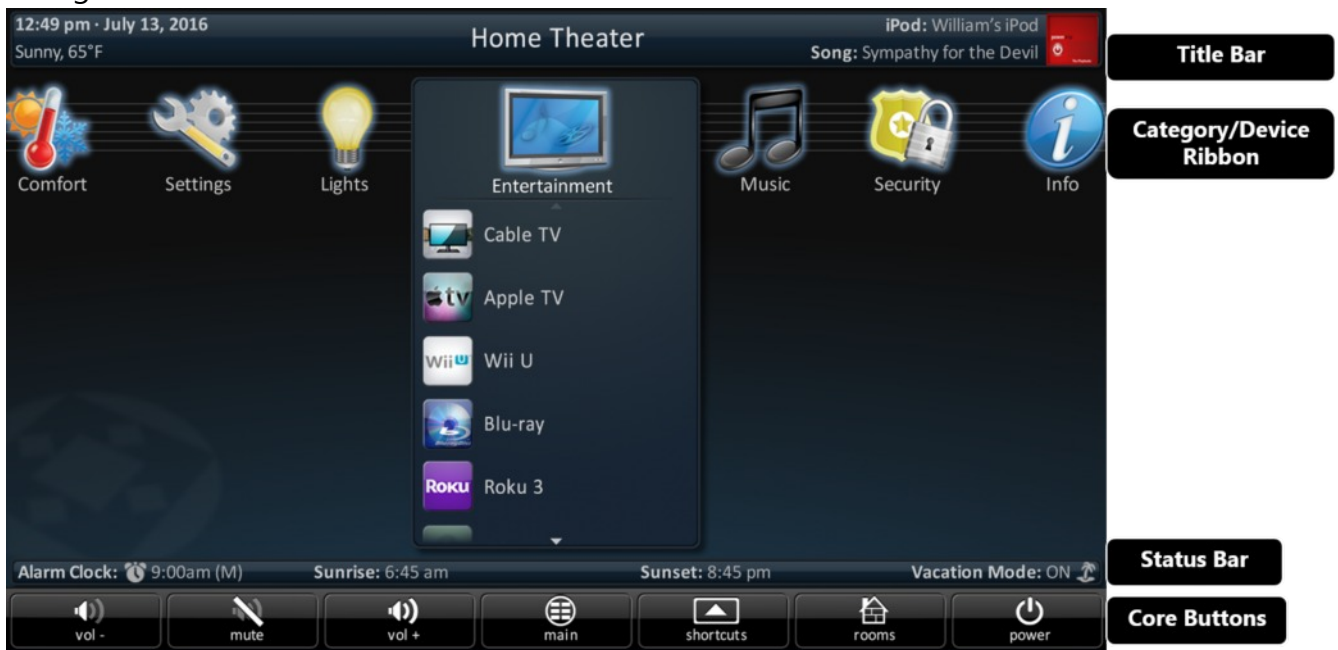 12:49 pm · July 13, 2016
Sunny, 65°F
Home Theater
iPod: William's iPod
Song: Sympathy for the Devil
Title Bar
Category/Device
Ribbon
Comfort
Settings
Lights
Entertainment
Music
Security
Info
Cable TV
tv Apple TV
Wii U Wii U
Blu-ray
ROKU Roku 3
Alarm Clock: 9:00am (M)
Sunrise: 6:45 am
Sunset: 8:45 pm
Vacation Mode: ON
Status Bar
vol -
mute
vol +
main
shortcuts
rooms
power
Core Buttons